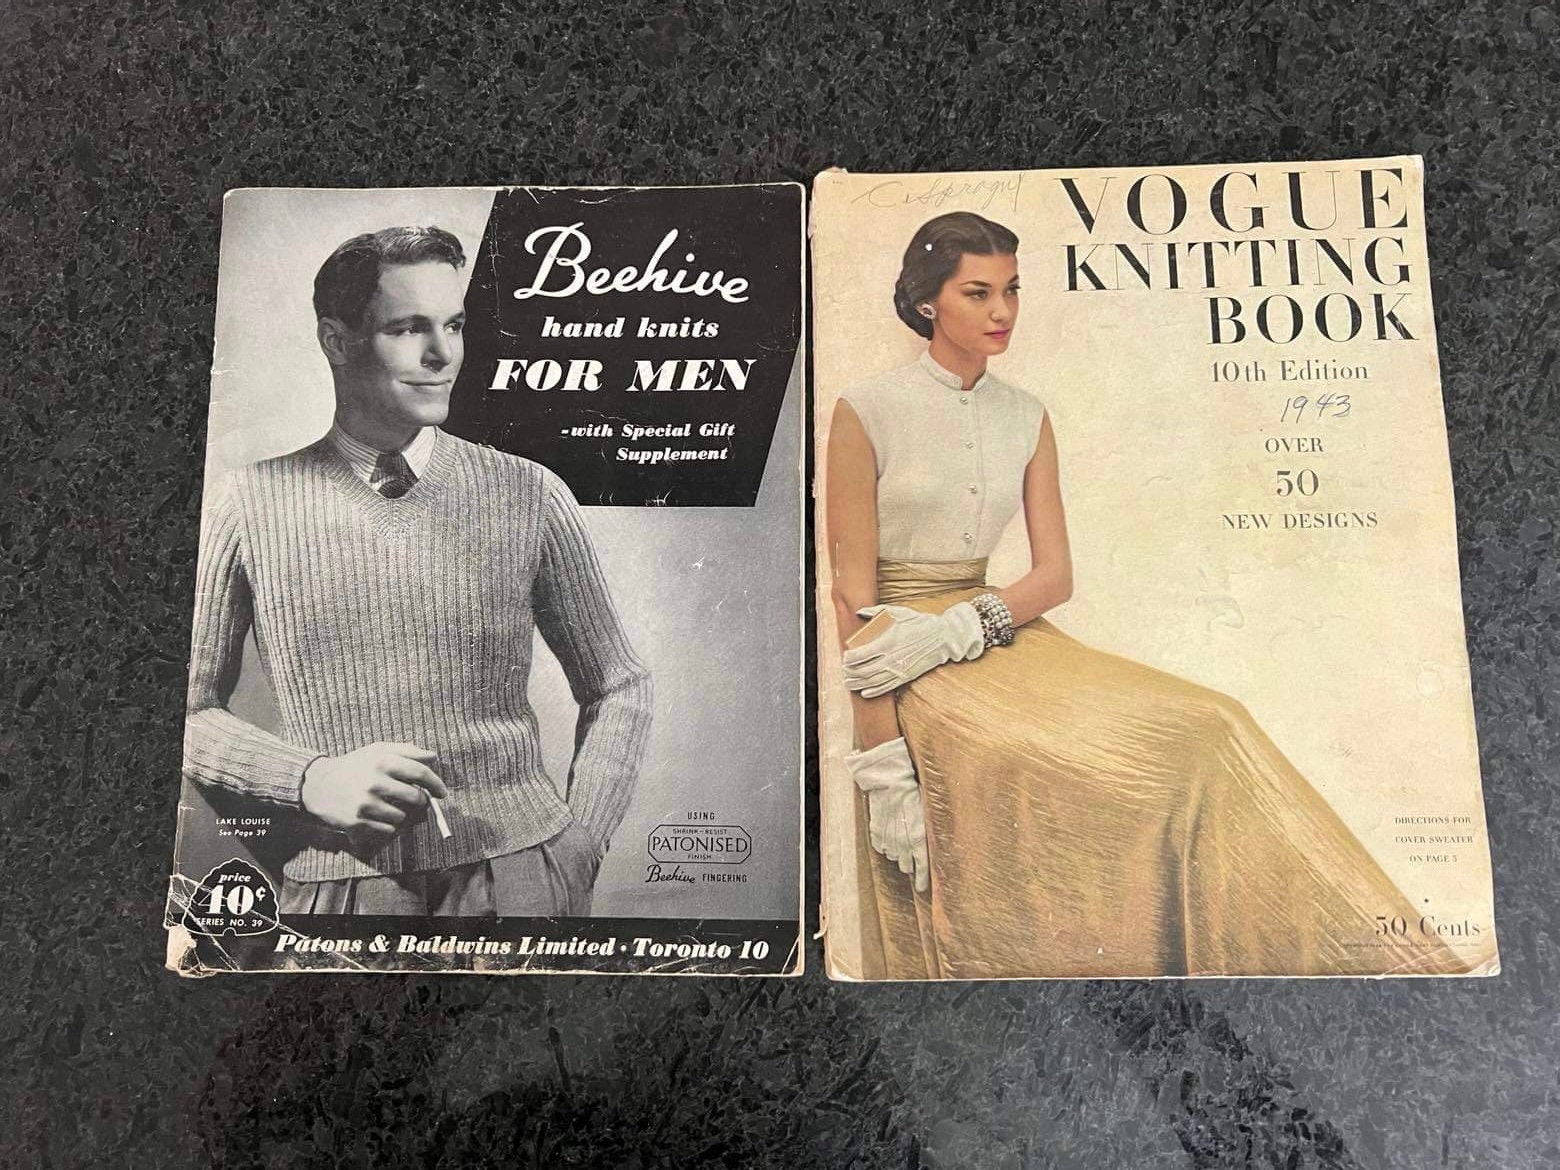 Beehive
hand knits
FOR MEN
-with Special Gift
Supplement
LAKE LOUISE
See Page 39
price
40¢
SERIES NO. 39
USING
SHRINK-RESIST
PATONISED
FINISH
Beehive FINGERING
Patons & Baldwins Limited · Toronto 10
VOGUE
KNITTING
BOOK
10th Edition
1943
OVER
50
NEW DESIGNS
DIRECTIONS FOR
COVER SWEATER
ON PAGE 5
50 Cents